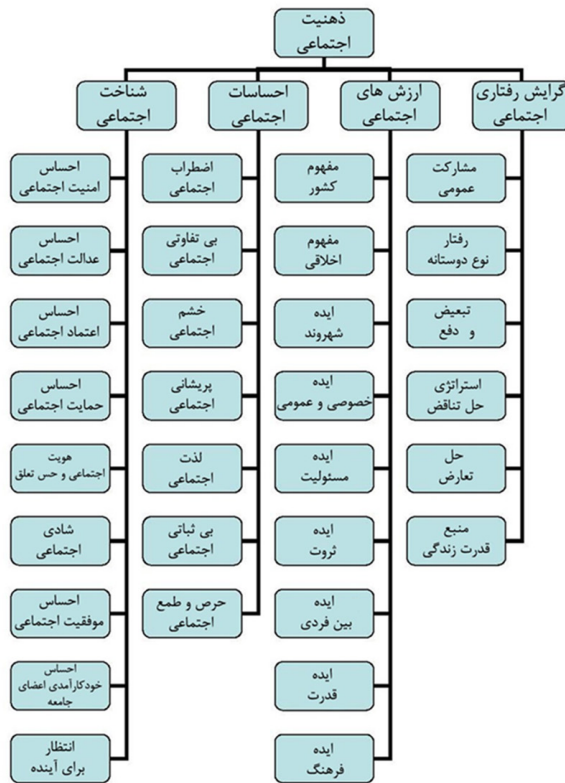 ذهنیت
اجتماعی
گرایش رفتاری
اجتماعی
ارزش های
اجتماعی
احساسات
اجتماعی
شناخت
اجتماعی
مشارکت
عمومی
رفتار
نوع دوستانه
تبعیض
و دفع
استراتژی
حل تناقض
حل
تعارض
منبع
قدرت زندگی
مفهوم
کشور
مفهوم
اخلاقی
ایده
شهروند
ایده
خصوصی و عمومی
ایده
مسئولیت
ایده
ثروت
ایده
بین فردی
ایده
قدرت
ایده
فرهنگ
اضطراب
اجتماعی
بی تفاوتی
اجتماعی
خشم
اجتماعی
پریشانی
اجتماعی
لذت
اجتماعی
بی ثباتی
اجتماعی
حرص و طمع
اجتماعی
احساس
امنیت اجتماعی
احساس
عدالت اجتماعی
احساس
اعتماد اجتماعی
احساس
حمایت اجتماعی
هویت
اجتماعی و حس تعلق
شادی
اجتماعی
احساس
موفقیت اجتماعی
احساس
خودکارآمدی اعضای
جامعه
انتظار
برای آینده